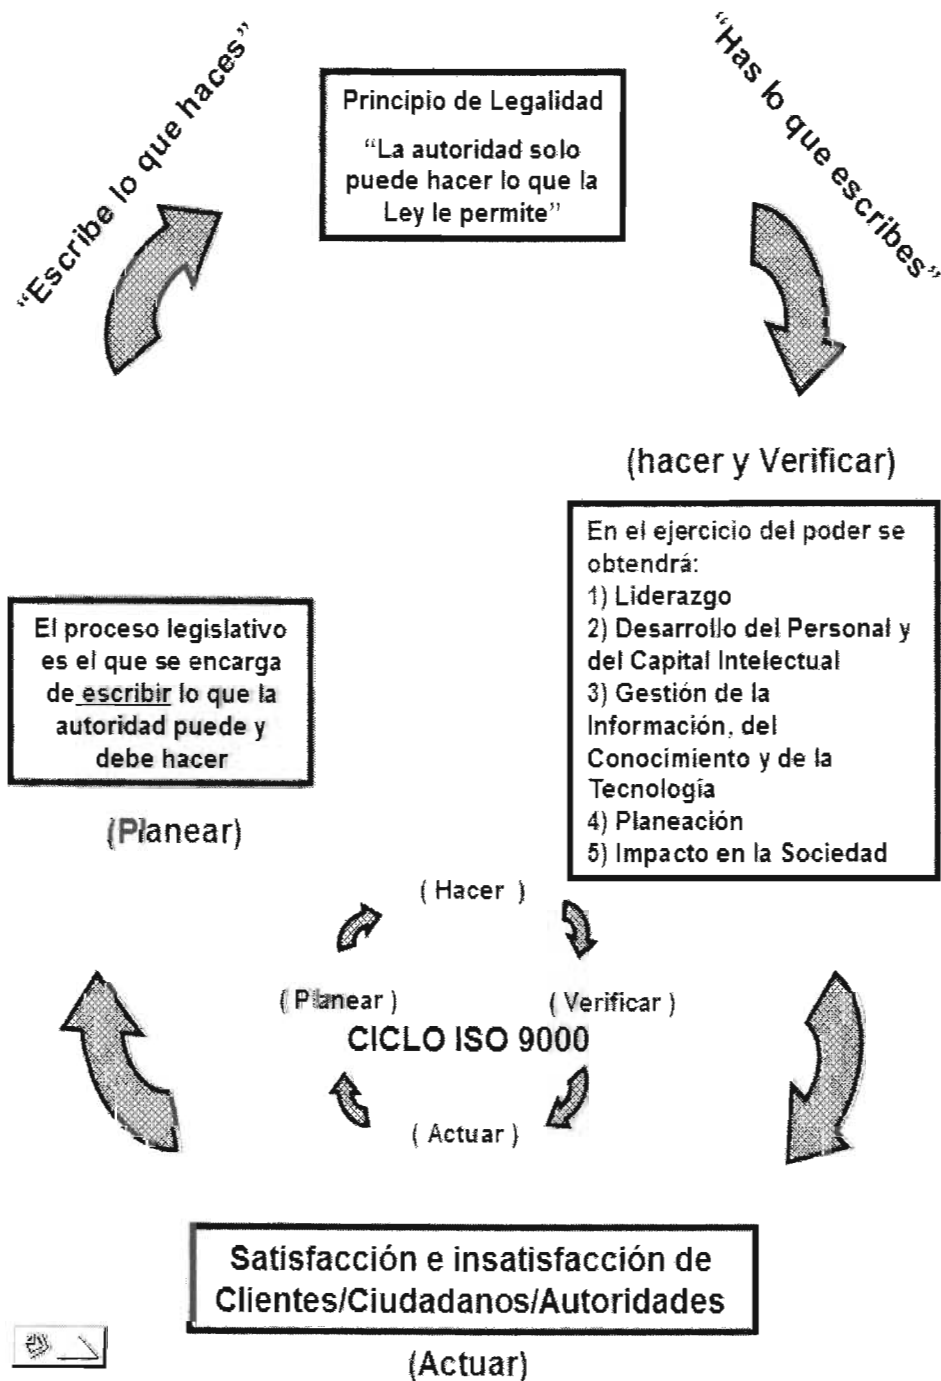 “Escribe lo que haces”
“Has lo que escribes”
Principio de Legalidad
“La autoridad solo
puede hacer lo que la
Ley le permite”
(hacer y Verificar)
En el ejercicio del poder se
obtendrá:
1) Liderazgo
2) Desarrollo del Personal y
del Capital Intelectual
3) Gestión de la
Información, del
Conocimiento y de la
Tecnología
4) Planeación
5) Impacto en la Sociedad
El proceso legislativo
es el que se encarga
de escribir lo que la
autoridad puede y
debe hacer
(Planear)
( Hacer )
( Planear )
( Verificar )
CICLO ISO 9000
( Actuar )
Satisfacción e insatisfacción de
Clientes/Ciudadanos/Autoridades
(Actuar)